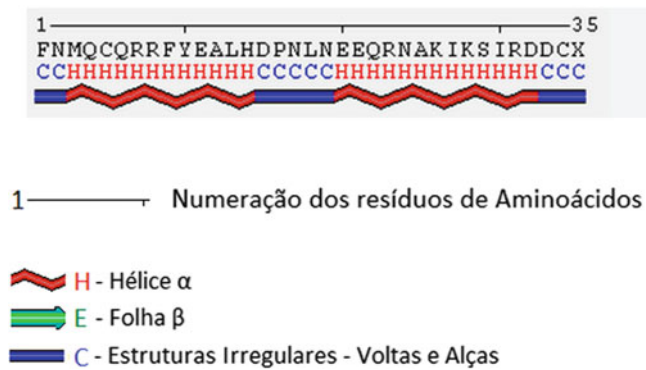 1 35
FNMQCQRRFYEALHDPNLNEEQRNAKIKSIRDDCX
CCHHHHHHHHHHHHCCCCCHHHHHHHHHHHHHCCC
1 Numeração dos resíduos de Aminoácidos
H - Hélice α
E - Folha β
C - Estruturas Irregulares - Voltas e Alças